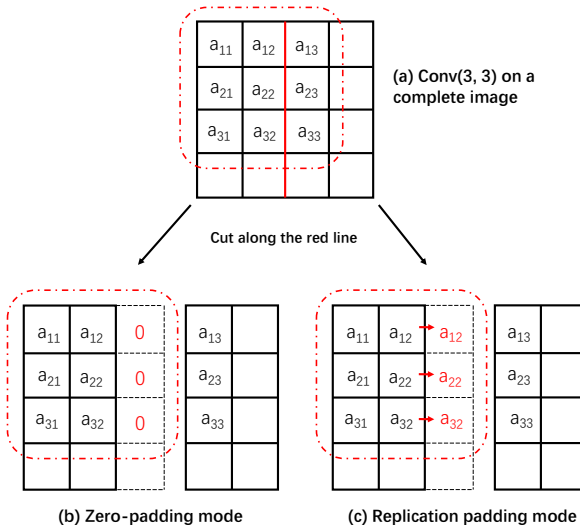 a11 a12 a13
(a) Conv(3, 3) on a
complete image
a21 a22 a23
a31 a32 a33
Cut along the red line
a11 a12 0 a13
a21 a22 0 a23
a31 a32 0 a33
(b) Zero-padding mode
a11 a12 a12 a13
a21 a22 a22 a23
a31 a32 a32 a33
(c) Replication padding mode